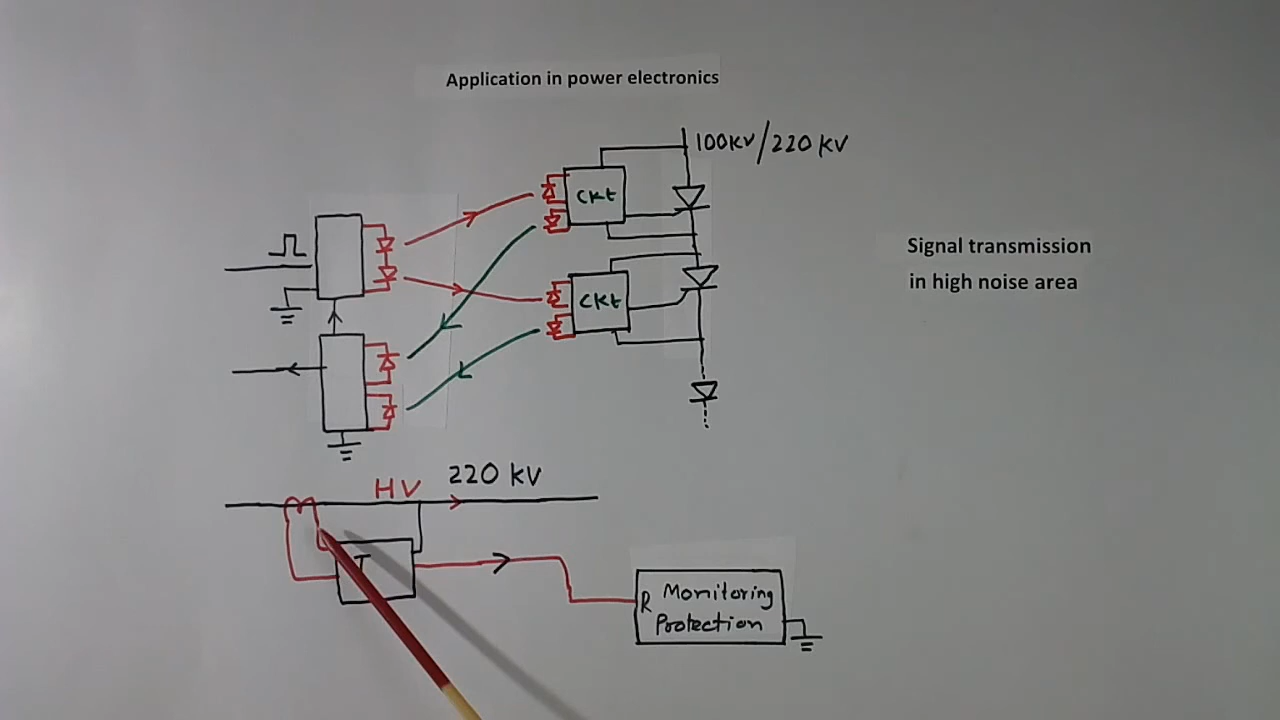 Application in power electronics
100KV/220 KV
CKt
CKt
Signal transmission
in high noise area
HV
220 KV
T
R Monitoring
Protection